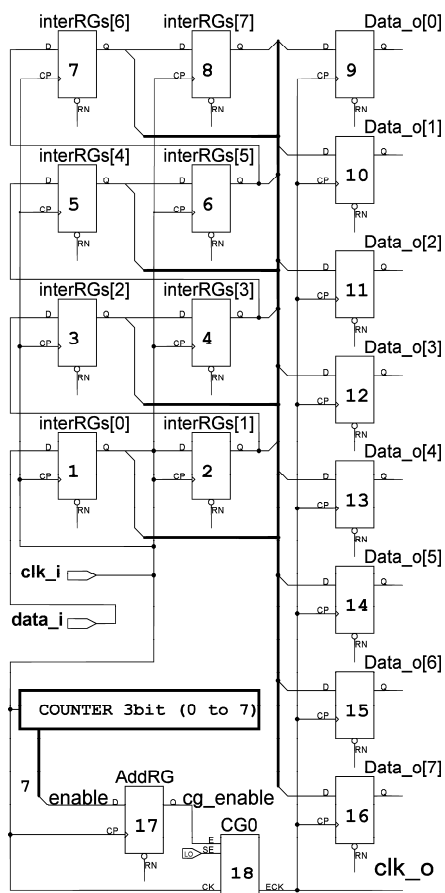 interRGs[6] interRGs[7] Data_o[0]
D Q D Q D Q
7 8 9
CP CP CP
RN RN RN
Data_o[1]
interRGs[4] interRGs[5] D Q
10
D Q D Q CP
5 6 RN
CP CP
RN RN Data_o[2]
interRGs[2] interRGs[3] D Q
11
D Q D Q CP
3 4 RN
CP CP Data_o[3]
RN RN D Q
12
interRGs[0] interRGs[1] CP
RN
D Q D Q Data_o[4]
1 2 D Q
CP CP 13
RN RN CP
RN
clk_i Data_o[5]
D Q
14
data_i CP
RN
Data_o[6]
D Q
COUNTER 3bit (0 to 7) 15
CP
RN
7 AddRG Data_o[7]
enable D Q cg_enable D Q
17 CG0 16
CP E CP
RN LO SE RN
18 clk_o
CK ECK